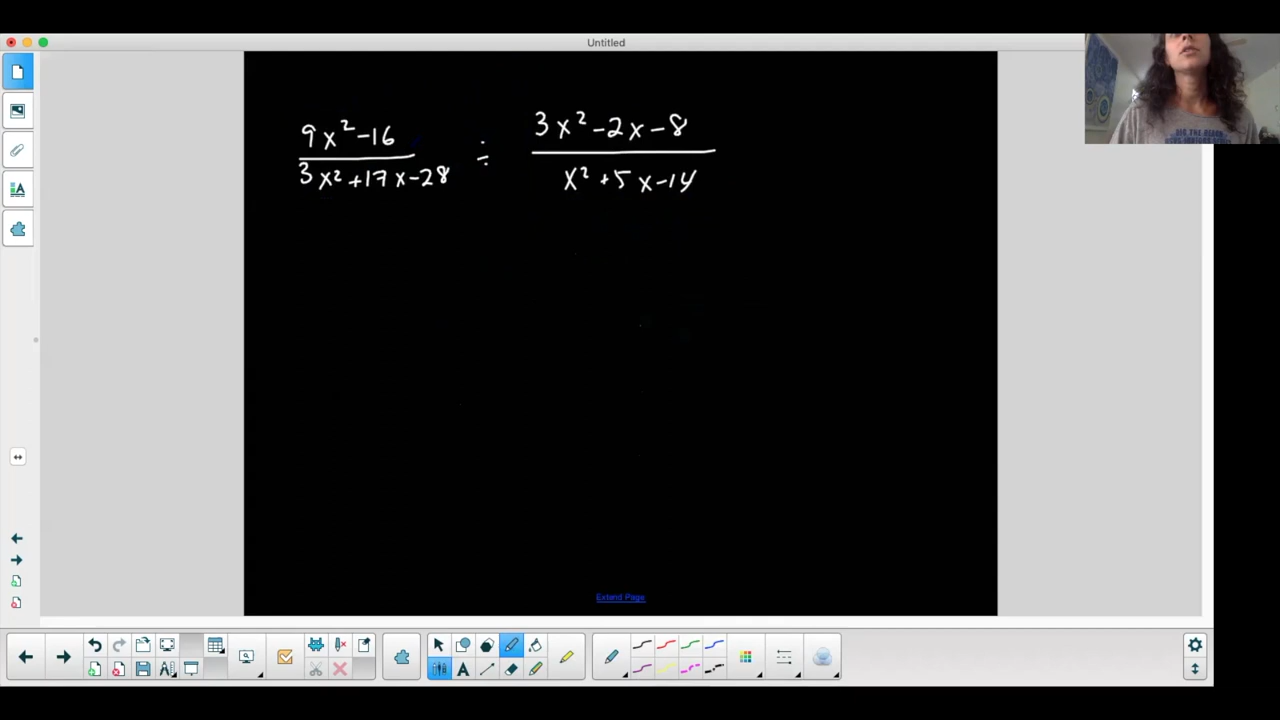 Untitled
9x²-16 / 3x²+17x-28 ÷ 3x²-2x-8 / x²+5x-14
Extend Page